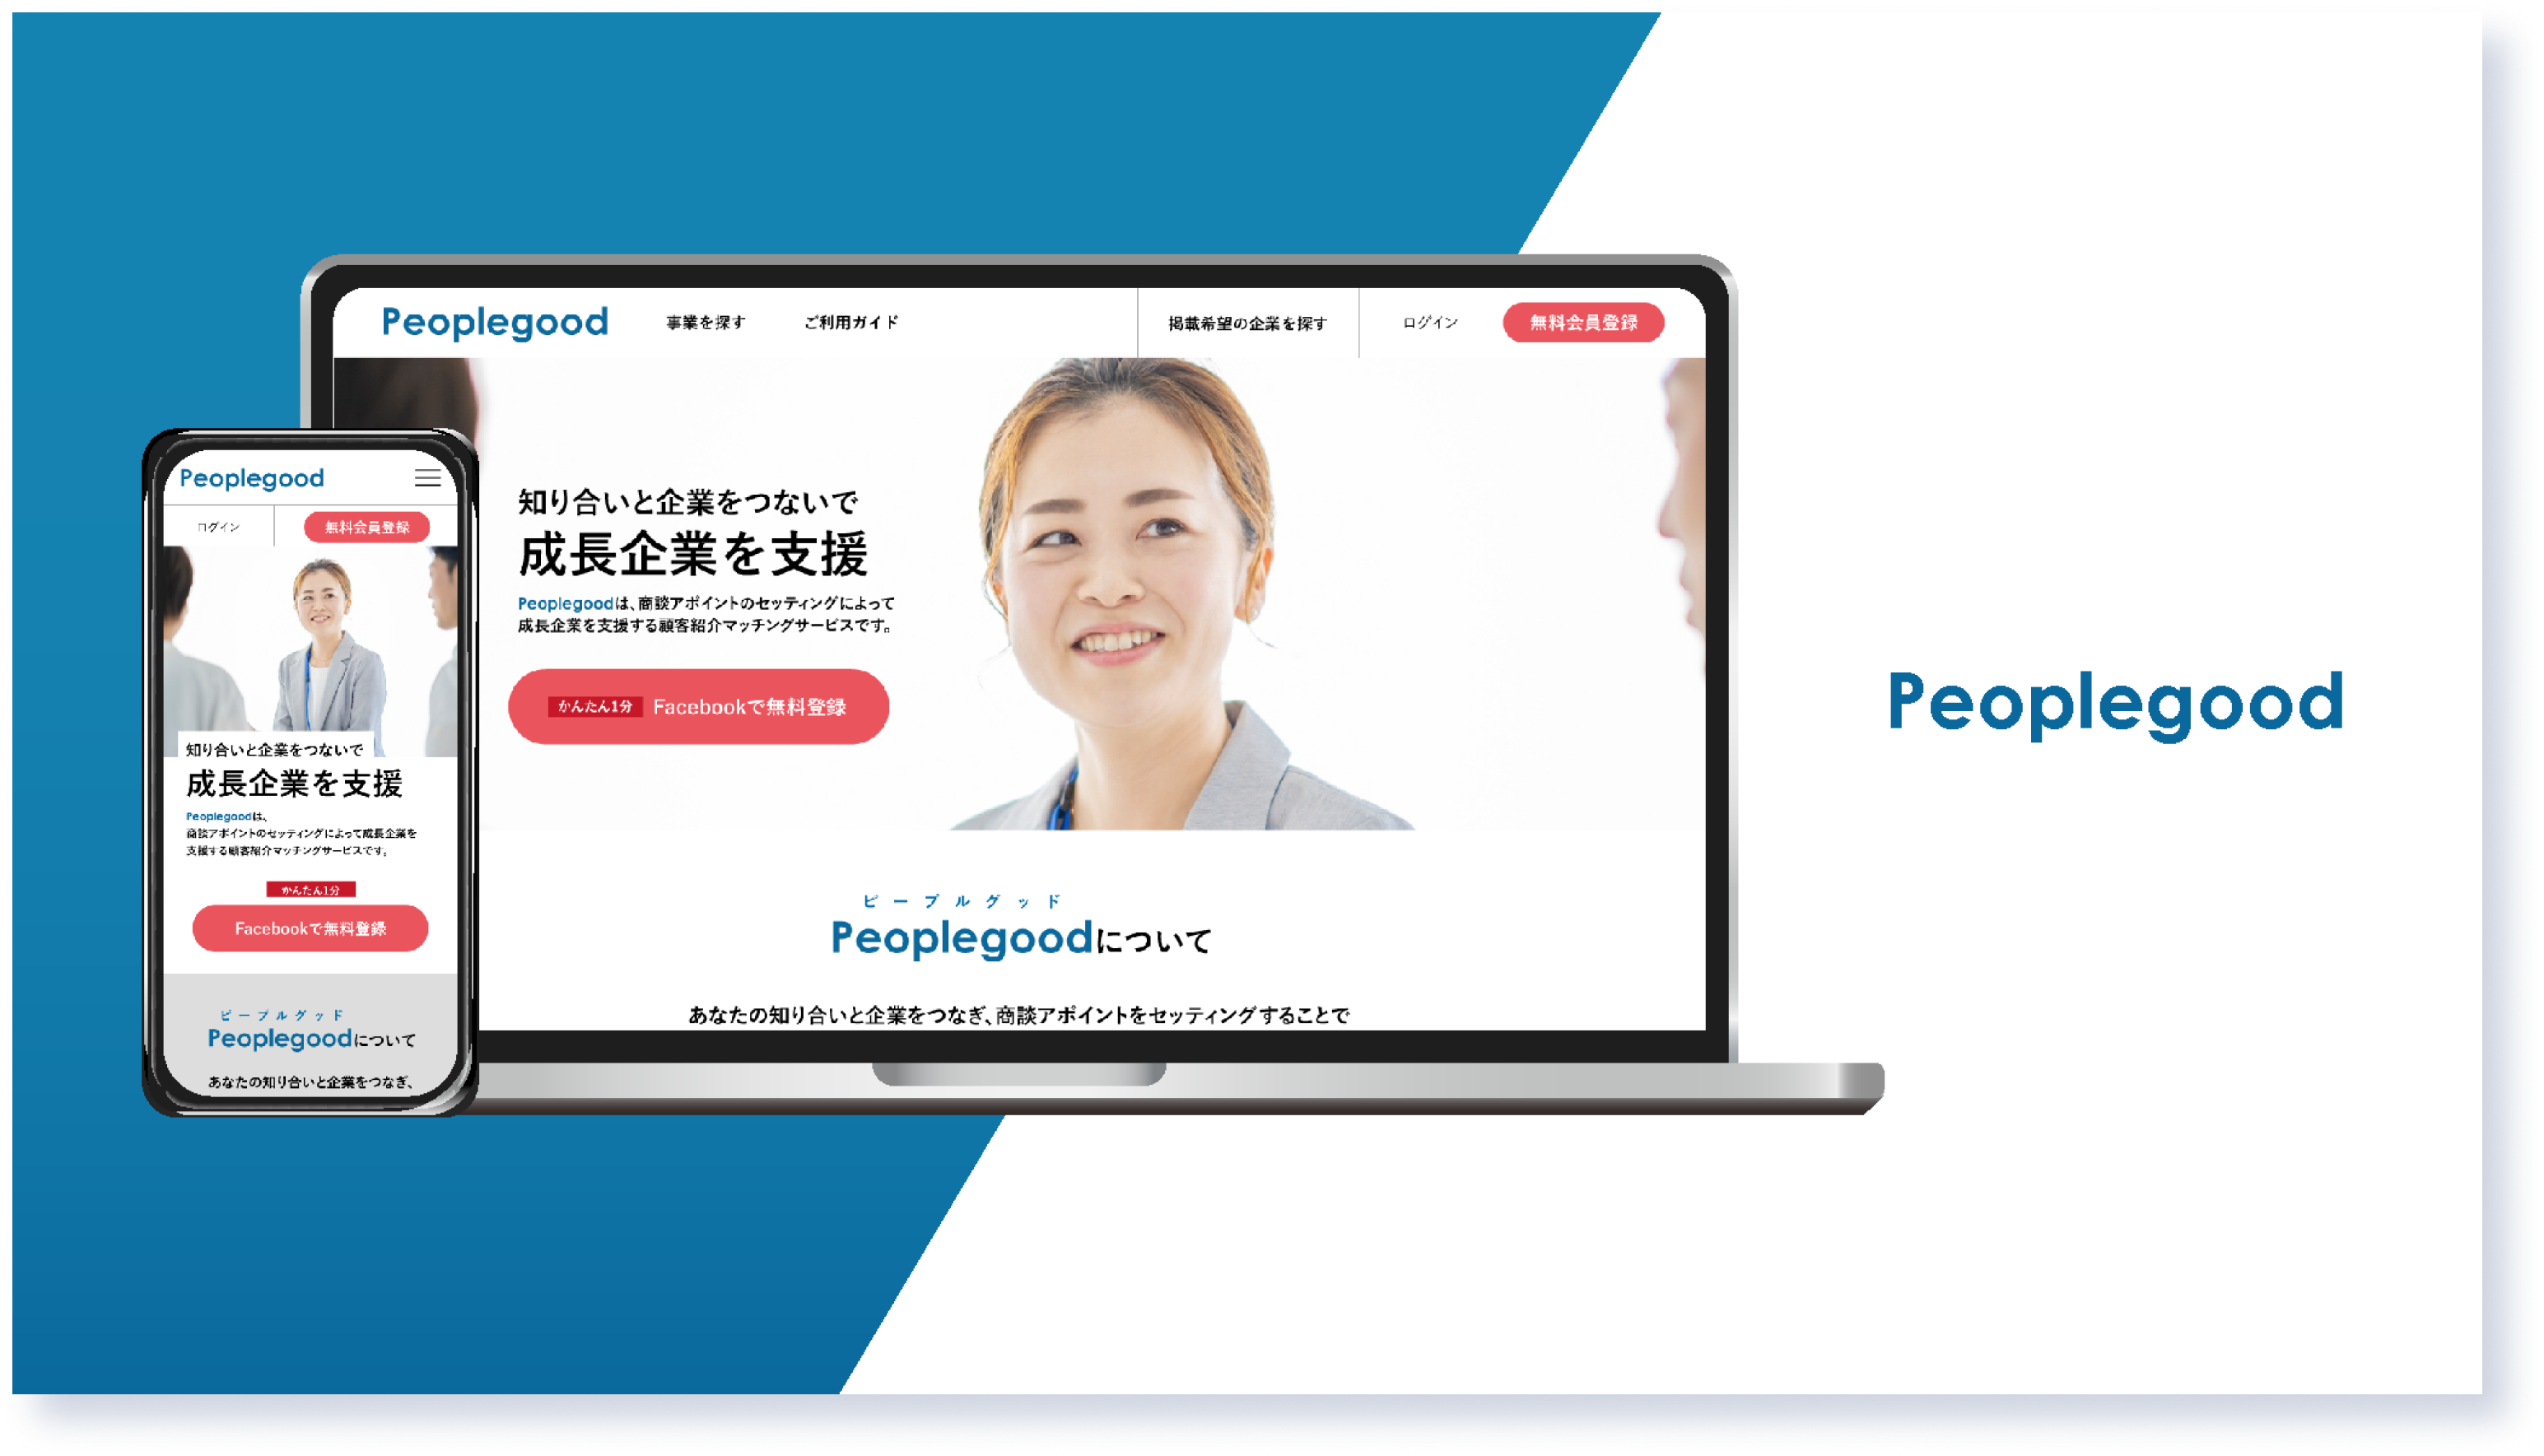 Peoplegood
事業を探す
ご利用ガイド
掲載希望の企業を探す
ログイン
無料会員登録
知り合いと企業をつないで
成長企業を支援
Peoplegoodは、商談アポイントのセッティングによって
成長企業を支援する顧客紹介マッチングサービスです。
かんたん1分 Facebookで無料登録
ピープルグッド
Peoplegoodについて
あなたの知り合いと企業をつなぎ、商談アポイントをセッティングすることで
Peoplegood
ログイン
無料会員登録
知り合いと企業をつないで
成長企業を支援
Peoplegoodは、
商談アポイントのセッティングによって成長企業を
支援する顧客紹介マッチングサービスです。
かんたん1分
Facebookで無料登録
ピープルグッド
Peoplegoodについて
あなたの知り合いと企業をつなぎ、
Peoplegood